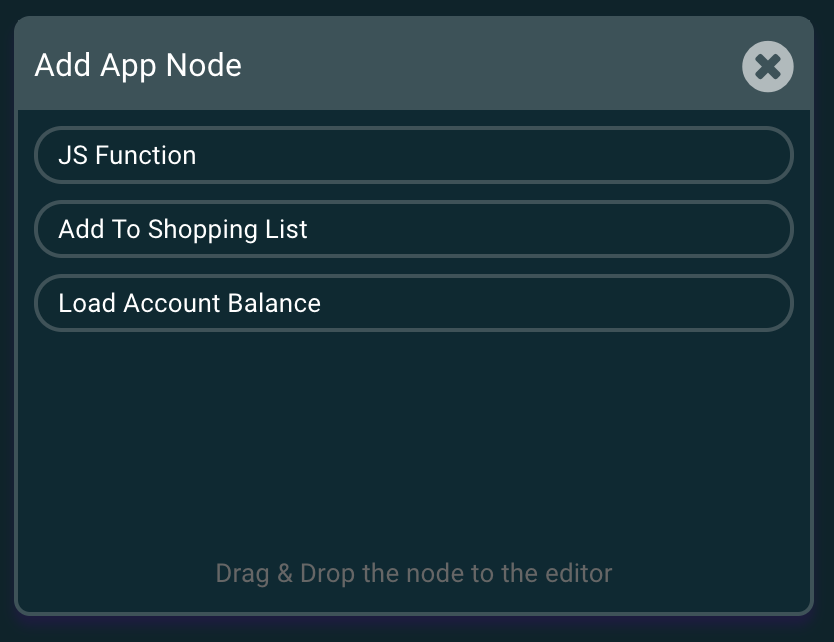 Add App Node
JS Function
Add To Shopping List
Load Account Balance
Drag & Drop the node to the editor